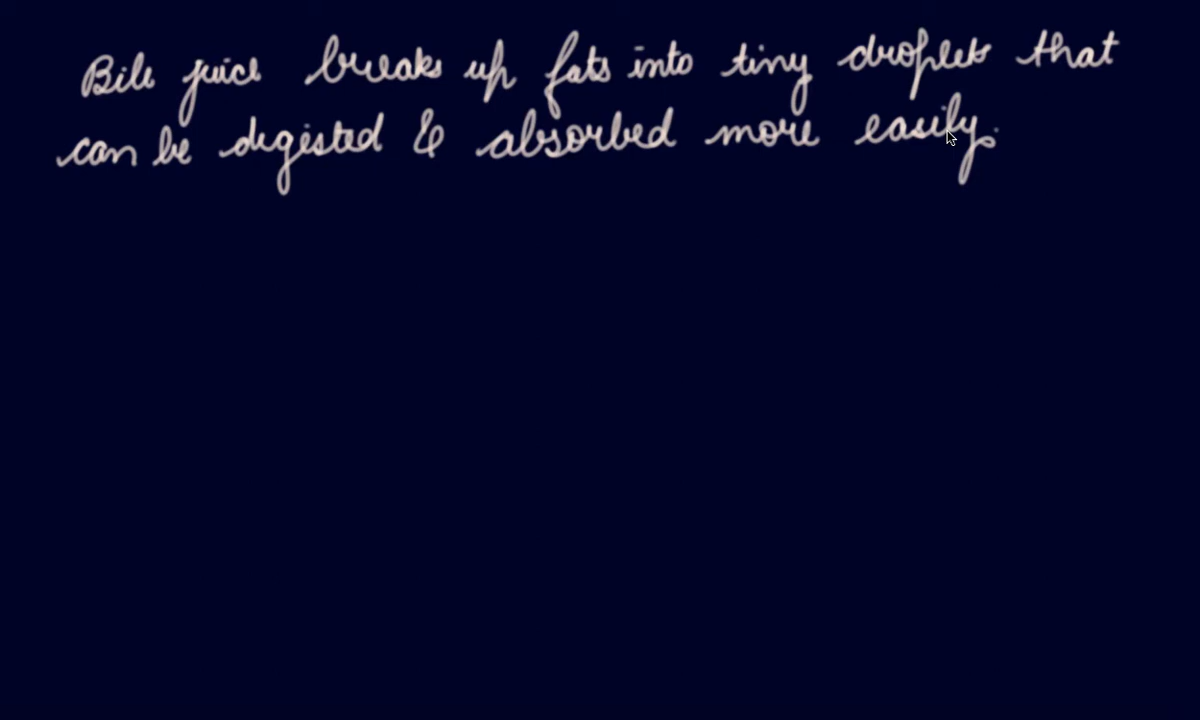 Bile juice breaks up fats into tiny droplets that
can be digested & absorbed more easily.